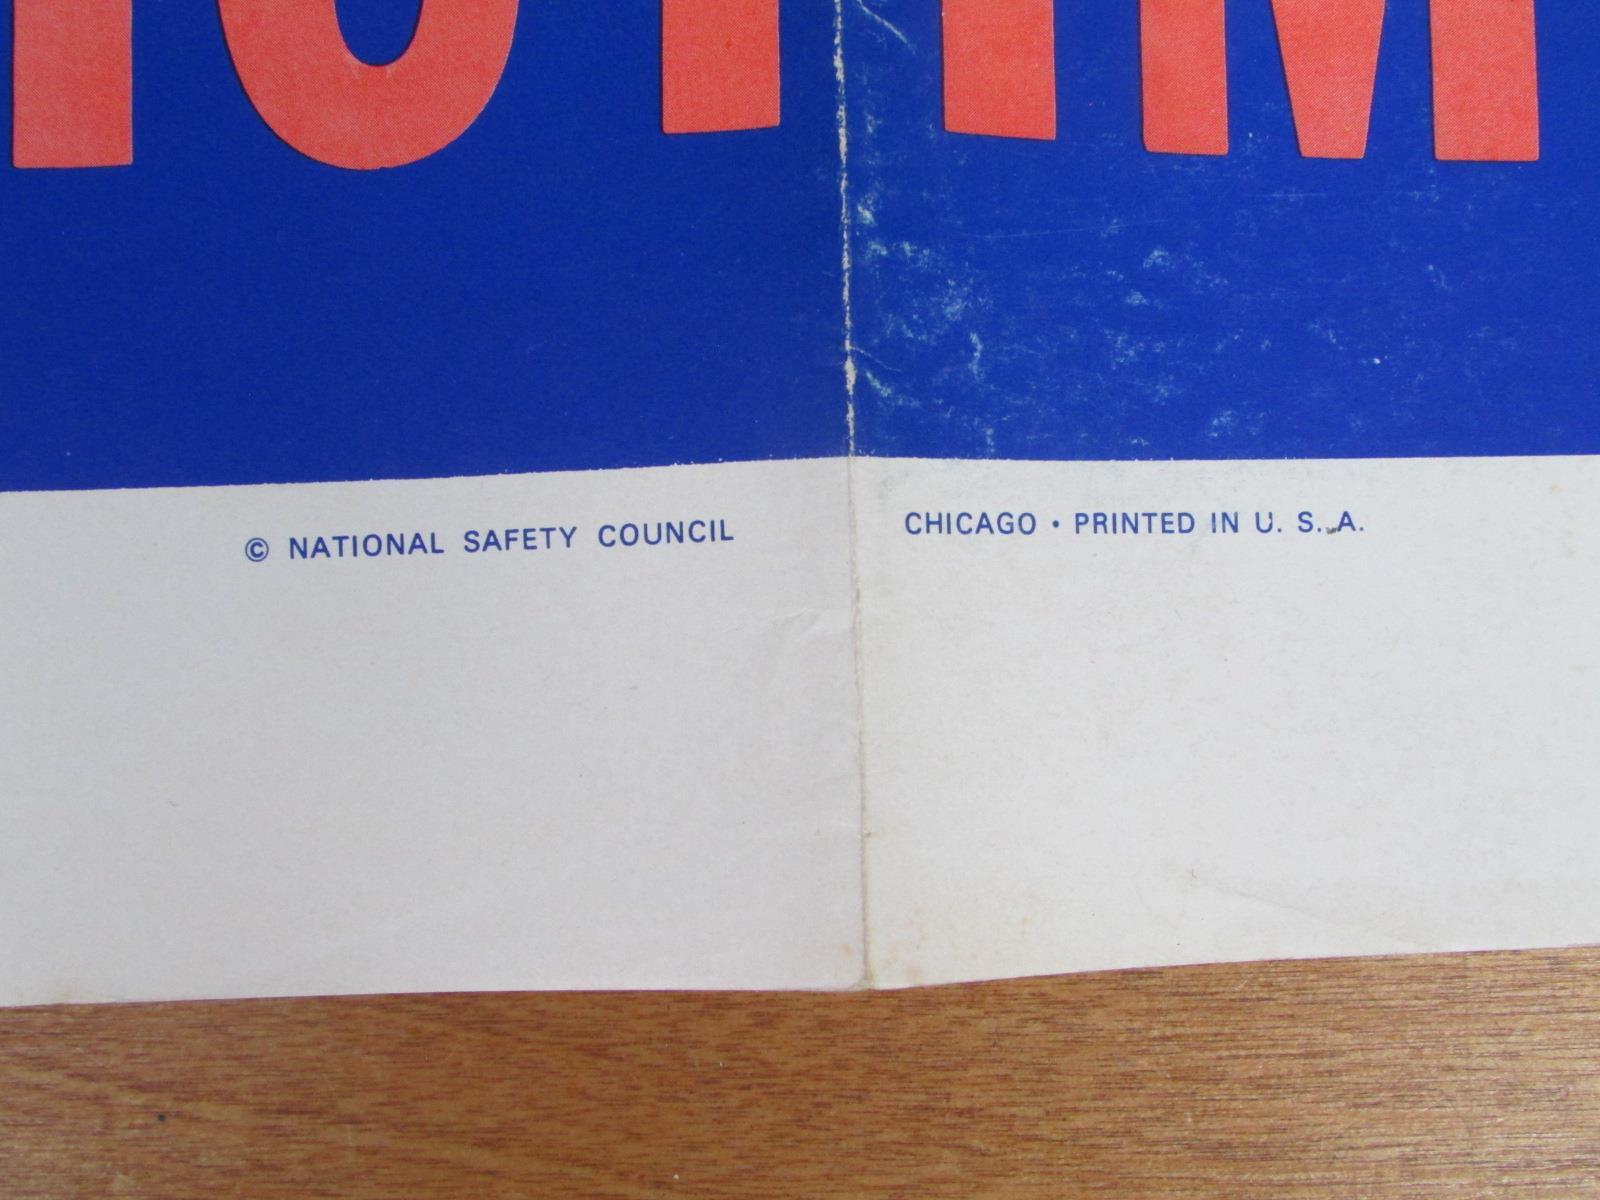 © NATIONAL SAFETY COUNCIL CHICAGO • PRINTED IN U. S. A.